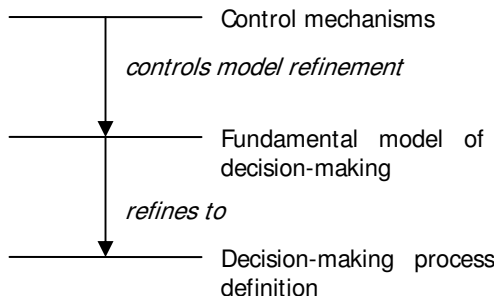 Control mechanisms
controls model refinement
Fundamental model of
decision-making
refines to
Decision-making process
definition